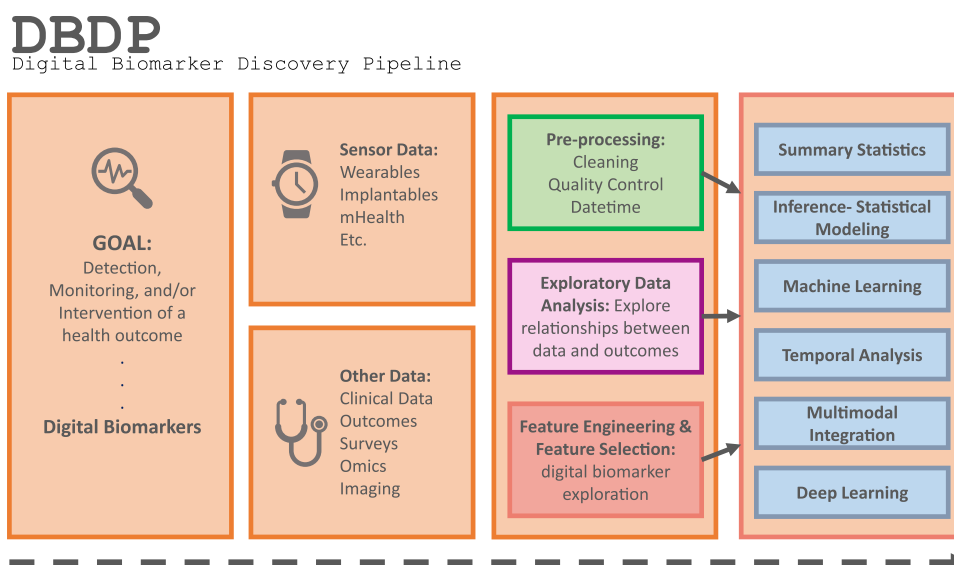 DBDP
Digital Biomarker Discovery Pipeline
GOAL:
Detection,
Monitoring, and/or
Intervention of a
health outcome
.
.
.
Digital Biomarkers
Sensor Data:
Wearables
Implantables
mHealth
Etc.
Other Data:
Clinical Data
Outcomes
Surveys
Omics
Imaging
Pre-processing:
Cleaning
Quality Control
Datetime
Exploratory Data
Analysis: Explore
relationships between
data and outcomes
Feature Engineering &
Feature Selection:
digital biomarker
exploration
Summary Statistics
Inference- Statistical
Modeling
Machine Learning
Temporal Analysis
Multimodal
Integration
Deep Learning